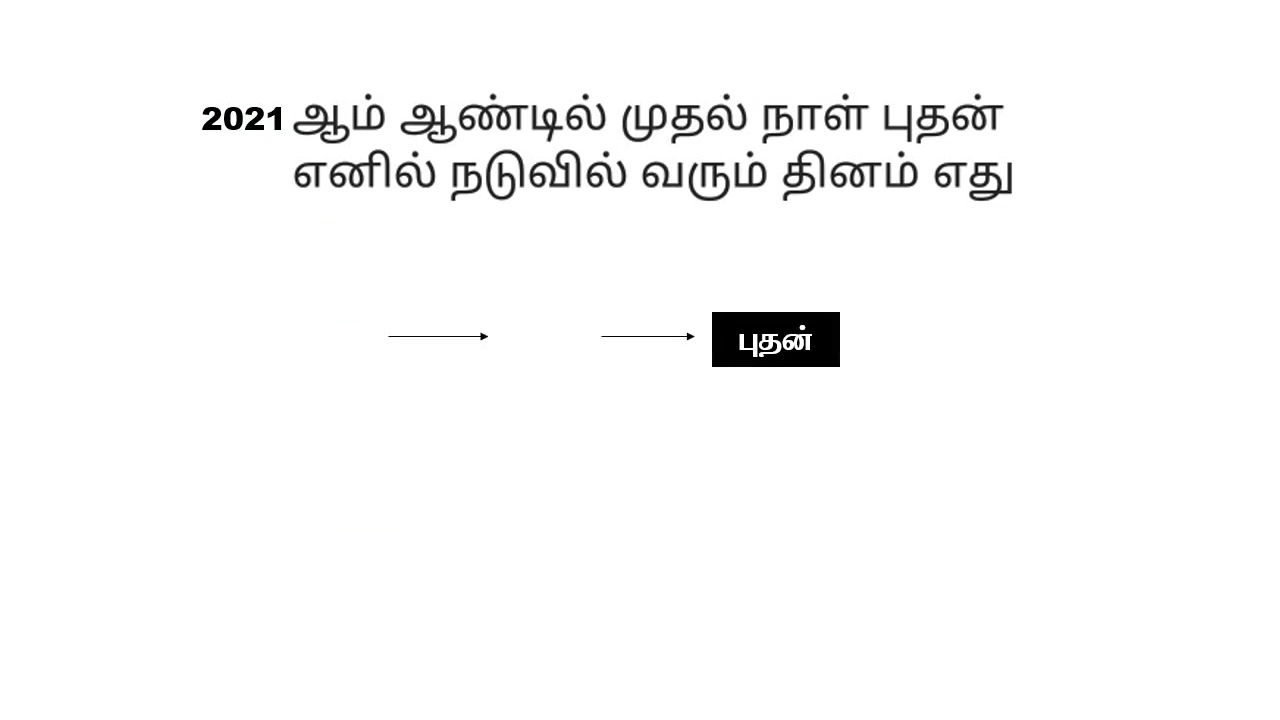 2021 ஆம் ஆண்டில் முதல் நாள் புதன்
எனில் நடுவில் வரும் தினம் எது
புதன்